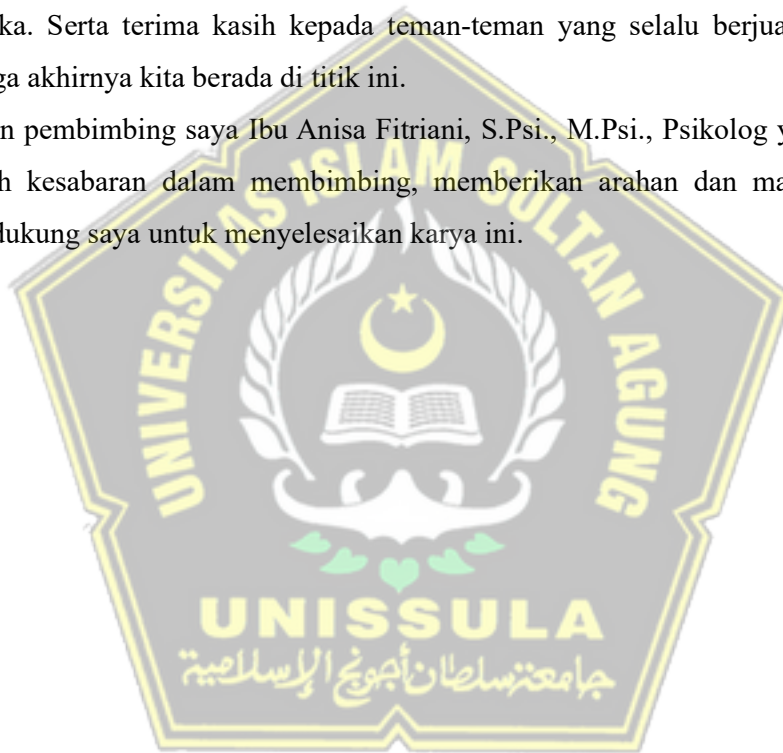 ka. Serta terima kasih kepada teman-teman yang selalu berjua
ga akhirnya kita berada di titik ini.
n pembimbing saya Ibu Anisa Fitriani, S.Psi., M.Psi., Psikolog y
h kesabaran dalam membimbing, memberikan arahan dan ma
dukung saya untuk menyelesaikan karya ini.
UNIVERSITAS ISLAM SULTAN AGUNG
UNISSULA
جامعة سلطان أجونج الإسلامية